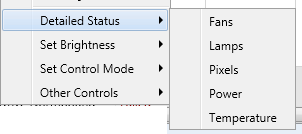 Detailed Status
Set Brightness
Set Control Mode
Other Controls
Fans
Lamps
Pixels
Power
Temperature